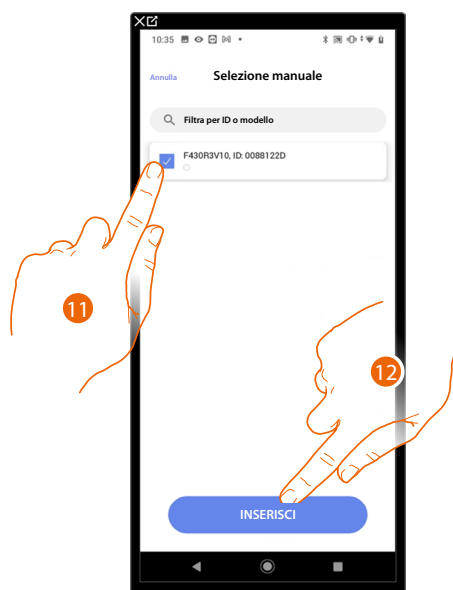 10:35
Annulla Selezione manuale
Filtra per ID o modello
F430R3V10, ID: 0088122D
11
12
INSERISCI